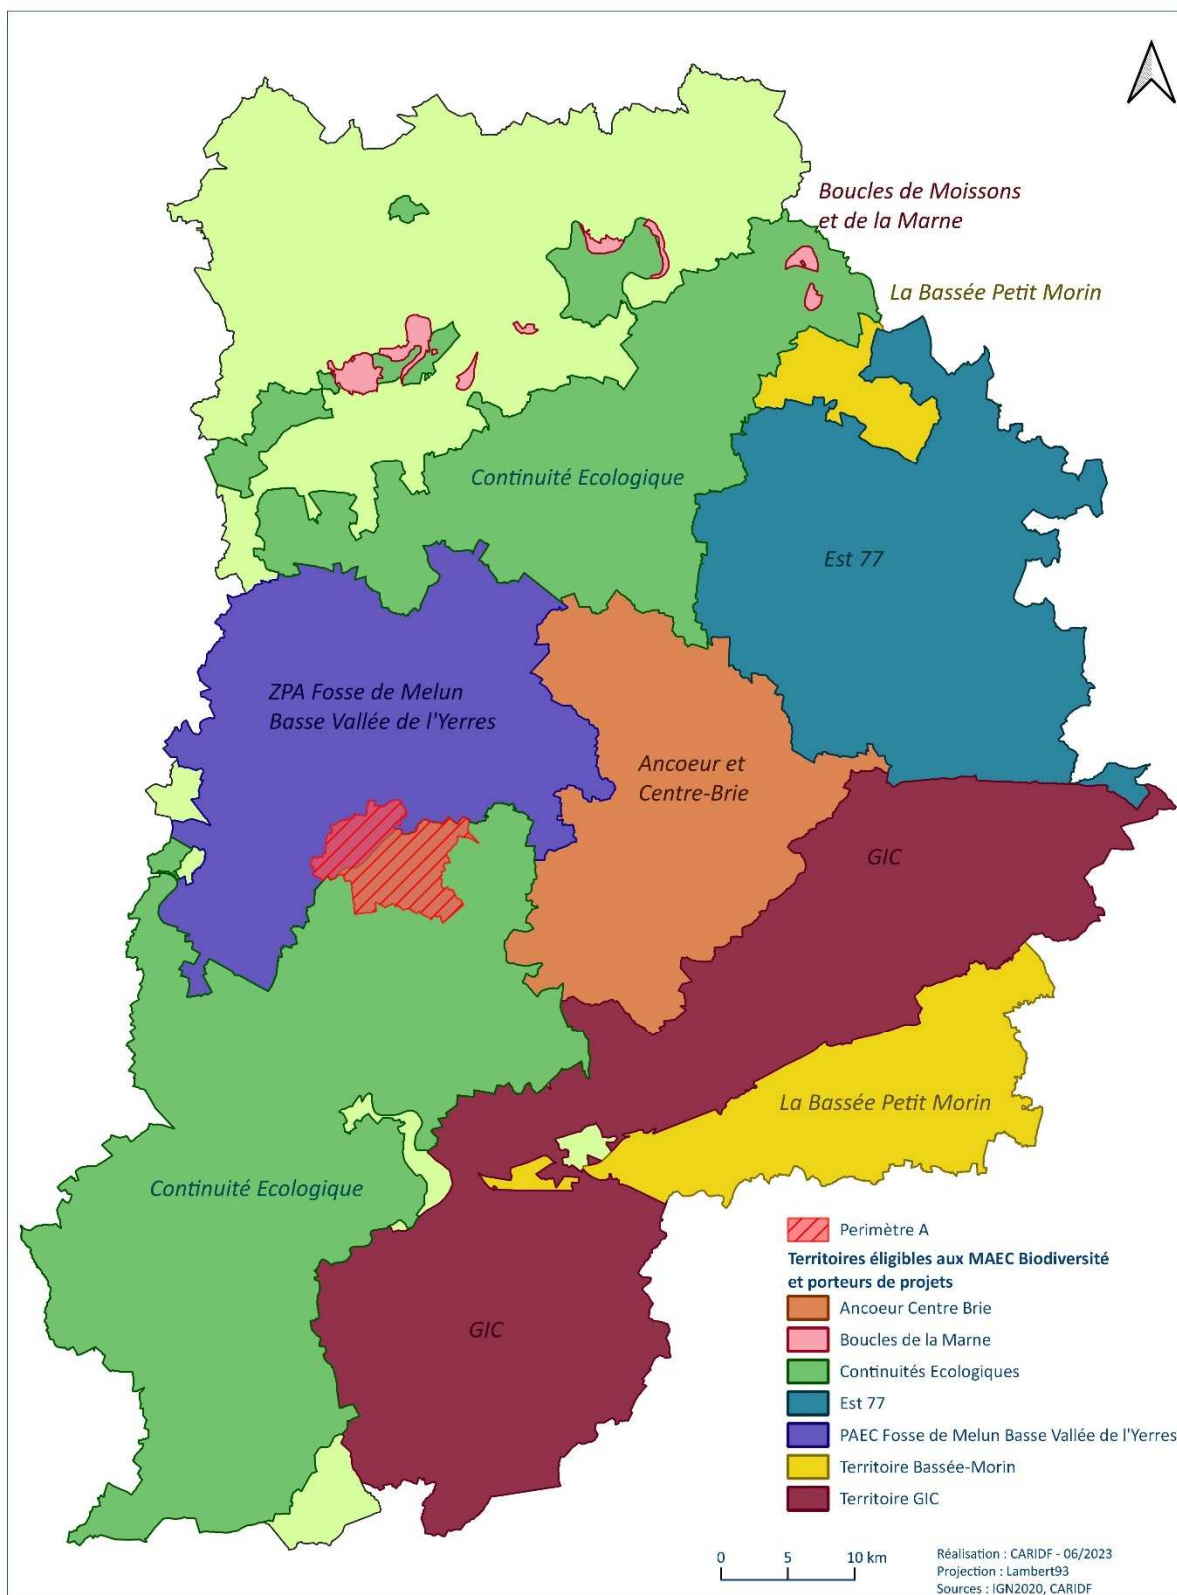 Boucles de Moissons
et de la Marne
La Bassée Petit Morin
Continuité Ecologique
Est 77
ZPA Fosse de Melun
Basse Vallée de l'Yerres
Ancoeur et
Centre-Brie
GIC
La Bassée Petit Morin
Continuité Ecologique
GIC
Perimètre A
Territoires éligibles aux MAEC Biodiversité
et porteurs de projets
Ancoeur Centre Brie
Boucles de la Marne
Continuités Ecologiques
Est 77
PAEC Fosse de Melun Basse Vallée de l'Yerres
Territoire Bassée-Morin
Territoire GIC
0 5 10 km
Réalisation : CARIDF - 06/2023
Projection : Lambert93
Sources : IGN2020, CARIDF